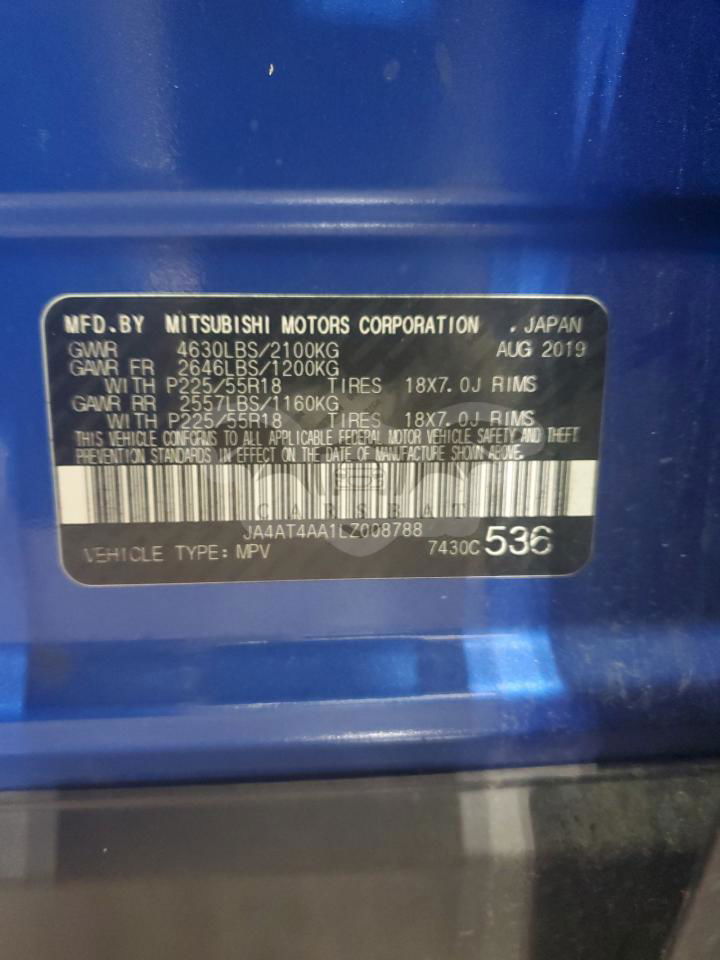 MFD.BY MITSUBISHI MOTORS CORPORATION . JAPAN
GVWR 4630LBS/2100KG AUG 2019
GAWR FR 2646LBS/1200KG
WITH P225/55R18 TIRES 18X7.0J RIMS
GAWR RR 2557LBS/1160KG
WITH P225/55R18 TIRES 18X7.0J RIMS
THIS VEHICLE CONFORMS TO ALL APPLICABLE FEDERAL MOTOR VEHICLE SAFETY AND THEFT
PREVENTION STANDARDS IN EFFECT ON THE DATE OF MANUFACTURE SHOWN ABOVE.
CARSBAT
JA4AT4AA1LZ008788
VEHICLE TYPE: MPV 7430C 536